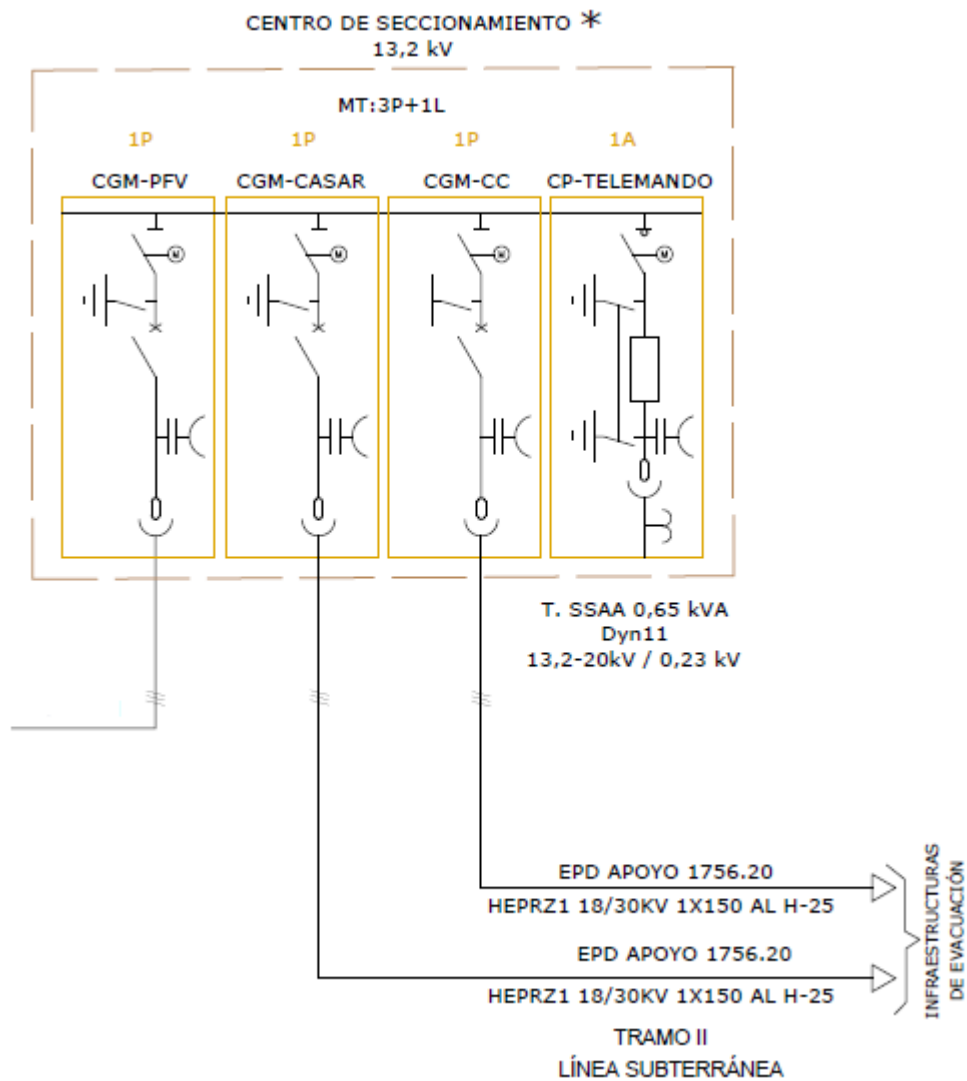 CENTRO DE SECCIONAMIENTO *
13,2 kV
MT:3P+1L
1P 1P 1P 1A
CGM-PFV CGM-CASAR CGM-CC CP-TELEMANDO
M M M M
T. SSAA 0,65 kVA
Dyn11
13,2-20kV / 0,23 kV
EPD APOYO 1756.20
HEPRZ1 18/30KV 1X150 AL H-25
EPD APOYO 1756.20
HEPRZ1 18/30KV 1X150 AL H-25
TRAMO II
LÍNEA SUBTERRÁNEA
INFRAESTRUCTURAS
DE EVACUACIÓN